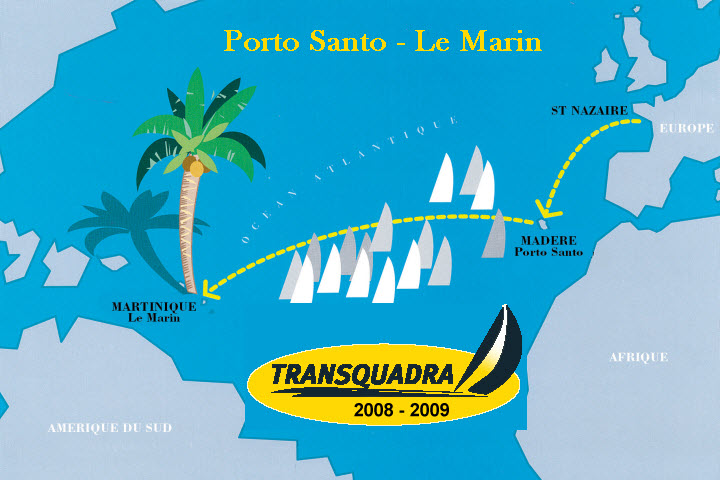 Porto Santo - Le Marin
ST NAZAIRE
EUROPE
OCEAN ATLANTIQUE
MADERE
Porto Santo
MARTINIQUE
Le Marin
AFRIQUE
TRANSQUADRA
2008 - 2009
AMERIQUE DU SUD